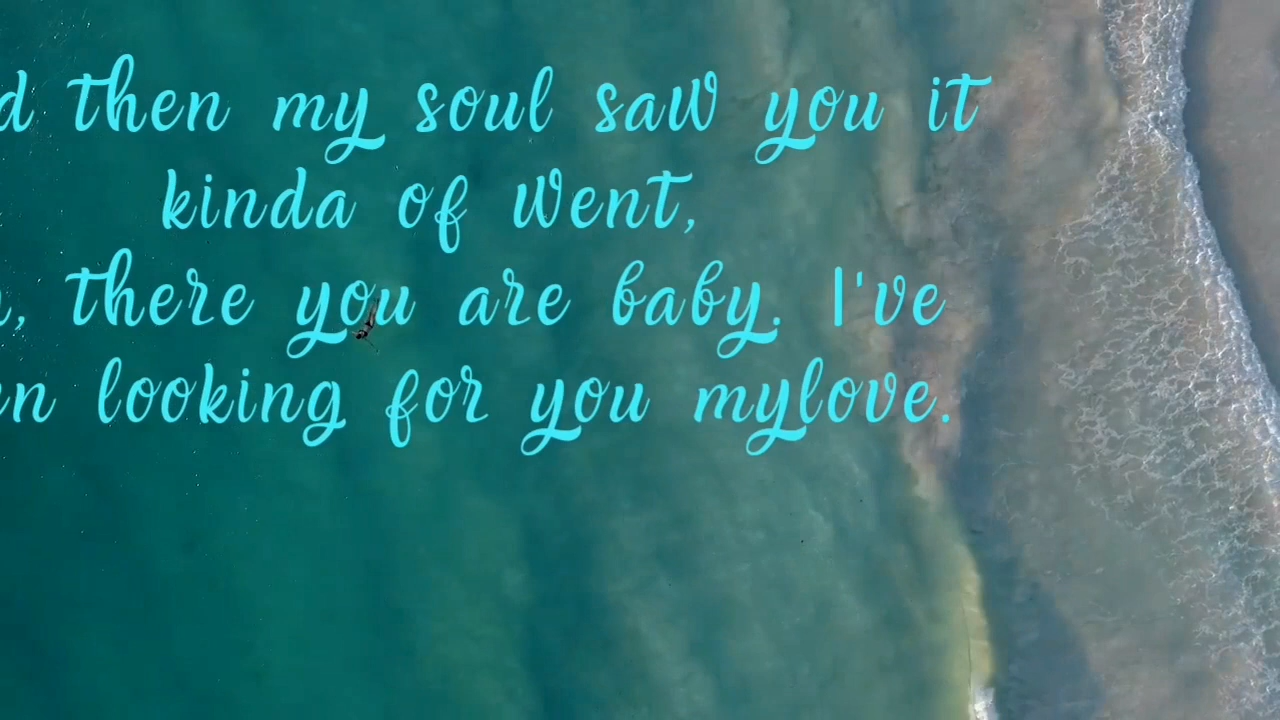 then my soul saw you it
kinda of went,
there you are baby. I've
looking for you mylove.